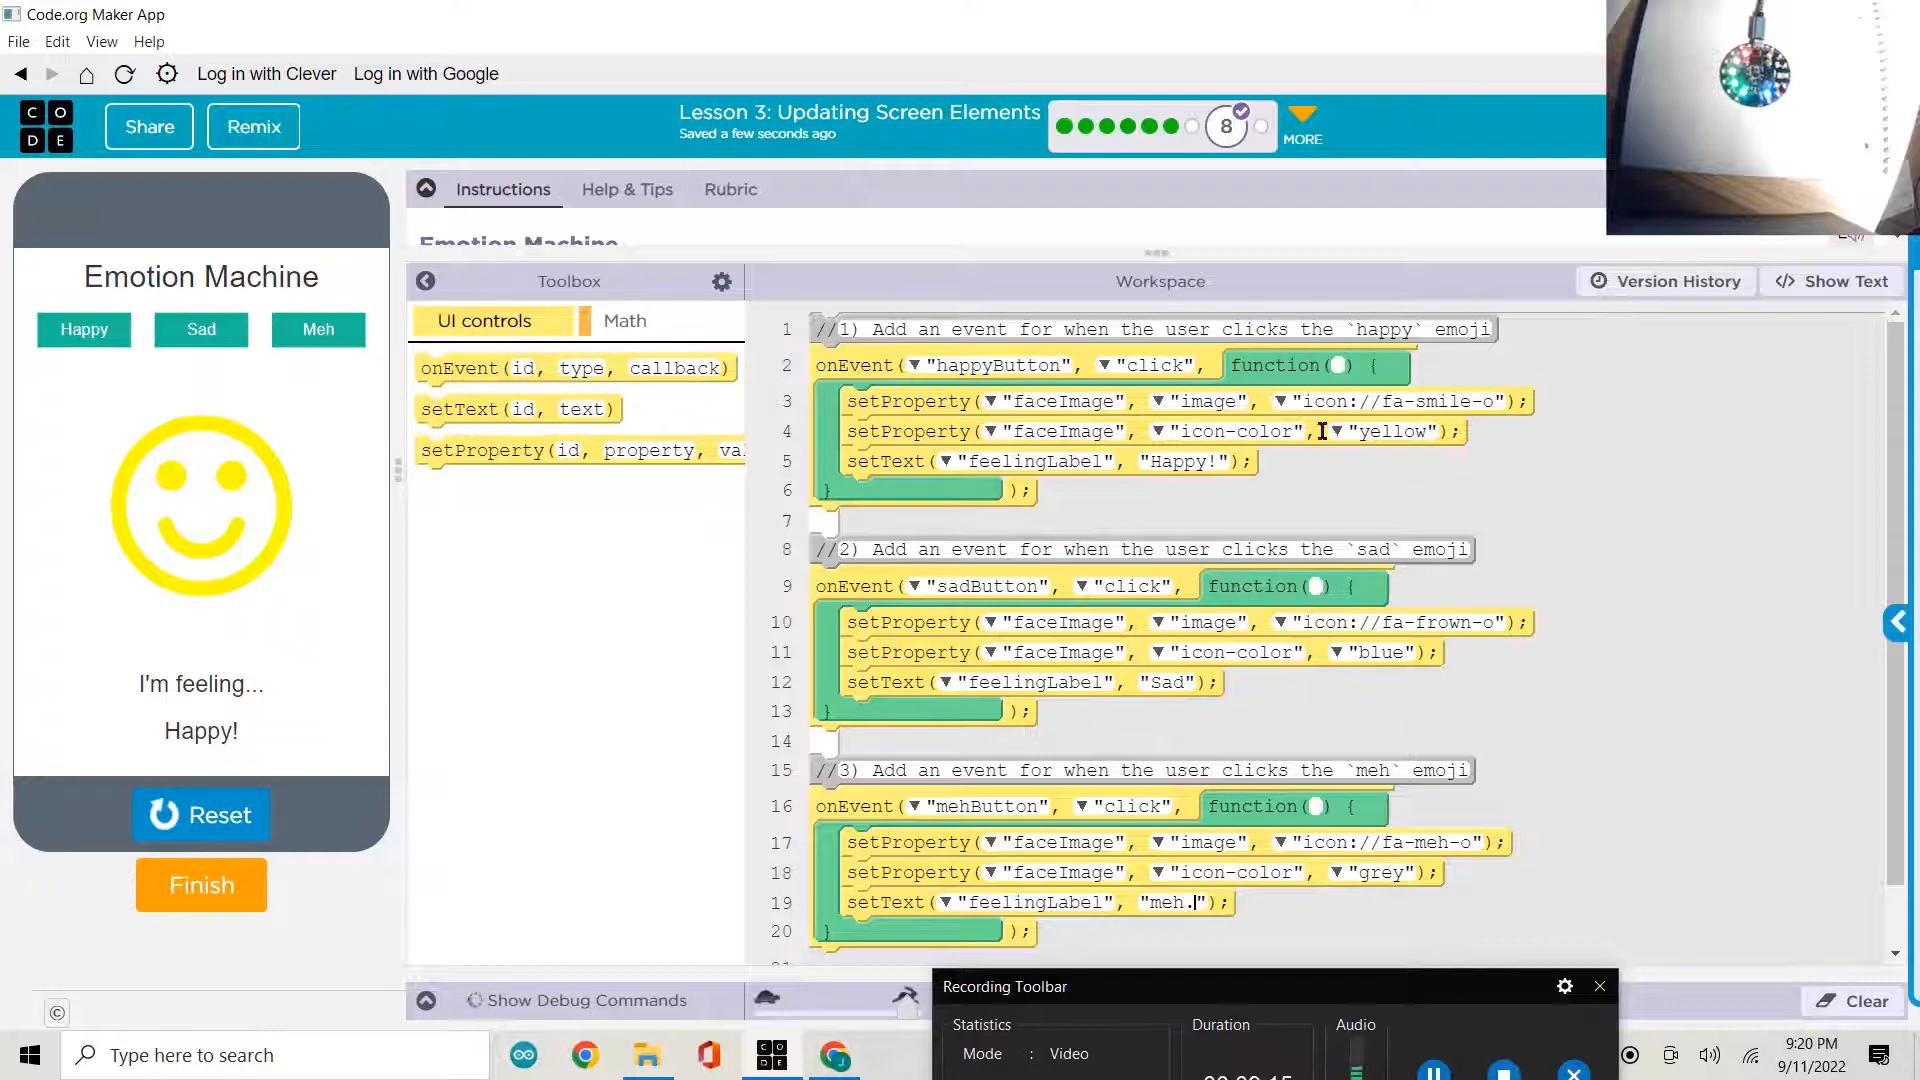 Code.org Maker App
File Edit View Help
Log in with Clever Log in with Google
CODE
Share
Remix
Lesson 3: Updating Screen Elements
Saved a few seconds ago
8
MORE
Instructions
Help & Tips
Rubric
Emotion Machine
Emotion Machine
Happy
Sad
Meh
I'm feeling...
Happy!
Reset
Finish
©
Toolbox
UI controls
Math
onEvent(id, type, callback)
setText(id, text)
setProperty(id, property, va
Workspace
Version History
</> Show Text
1 //1) Add an event for when the user clicks the `happy` emoji
2 onEvent(▼"happyButton", ▼"click", function() {
3 setProperty(▼"faceImage", ▼"image", ▼"icon://fa-smile-o");
4 setProperty(▼"faceImage", ▼"icon-color", ▼"yellow");
5 setText(▼"feelingLabel", "Happy!");
6 } );
7
8 //2) Add an event for when the user clicks the `sad` emoji
9 onEvent(▼"sadButton", ▼"click", function() {
10 setProperty(▼"faceImage", ▼"image", ▼"icon://fa-frown-o");
11 setProperty(▼"faceImage", ▼"icon-color", ▼"blue");
12 setText(▼"feelingLabel", "Sad");
13 } );
14
15 //3) Add an event for when the user clicks the `meh` emoji
16 onEvent(▼"mehButton", ▼"click", function() {
17 setProperty(▼"faceImage", ▼"image", ▼"icon://fa-meh-o");
18 setProperty(▼"faceImage", ▼"icon-color", ▼"grey");
19 setText(▼"feelingLabel", "meh.");
20 } );
Show Debug Commands
Clear
Recording Toolbar
Statistics
Mode : Video
Duration
Audio
Type here to search
CODE
9:20 PM
9/11/2022